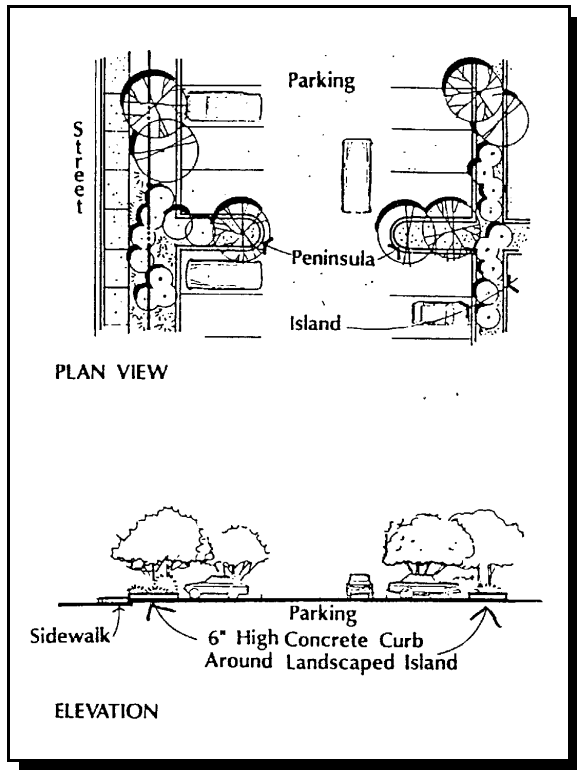 Parking
Street
Peninsula
Island
PLAN VIEW
Parking
Sidewalk
6" High Concrete Curb
Around Landscaped Island
ELEVATION